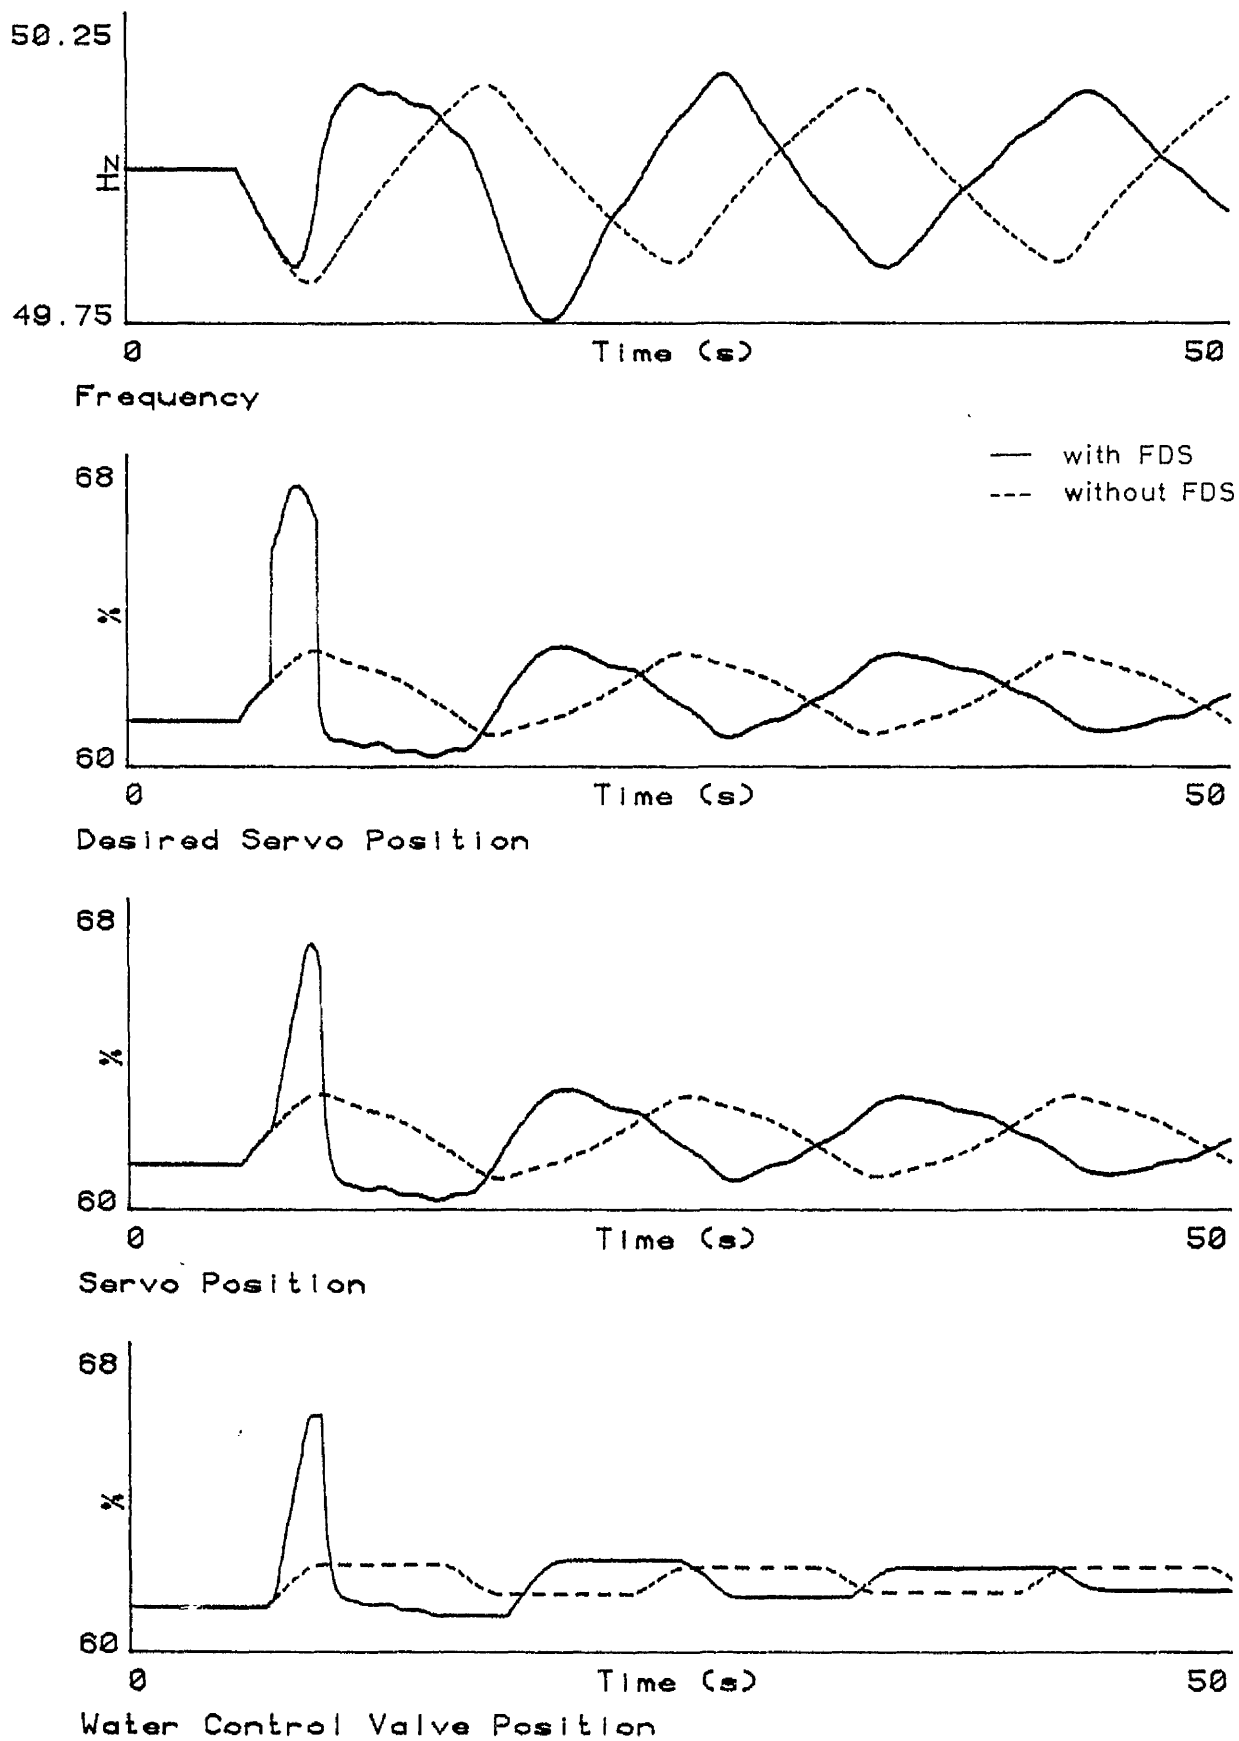 50.25
Hz
49.75
0 Time (s) 50
Frequency
with FDS
without FDS
68
%
60
0 Time (s) 50
Desired Servo Position
68
%
60
0 Time (s) 50
Servo Position
68
%
60
0 Time (s) 50
Water Control Valve Position